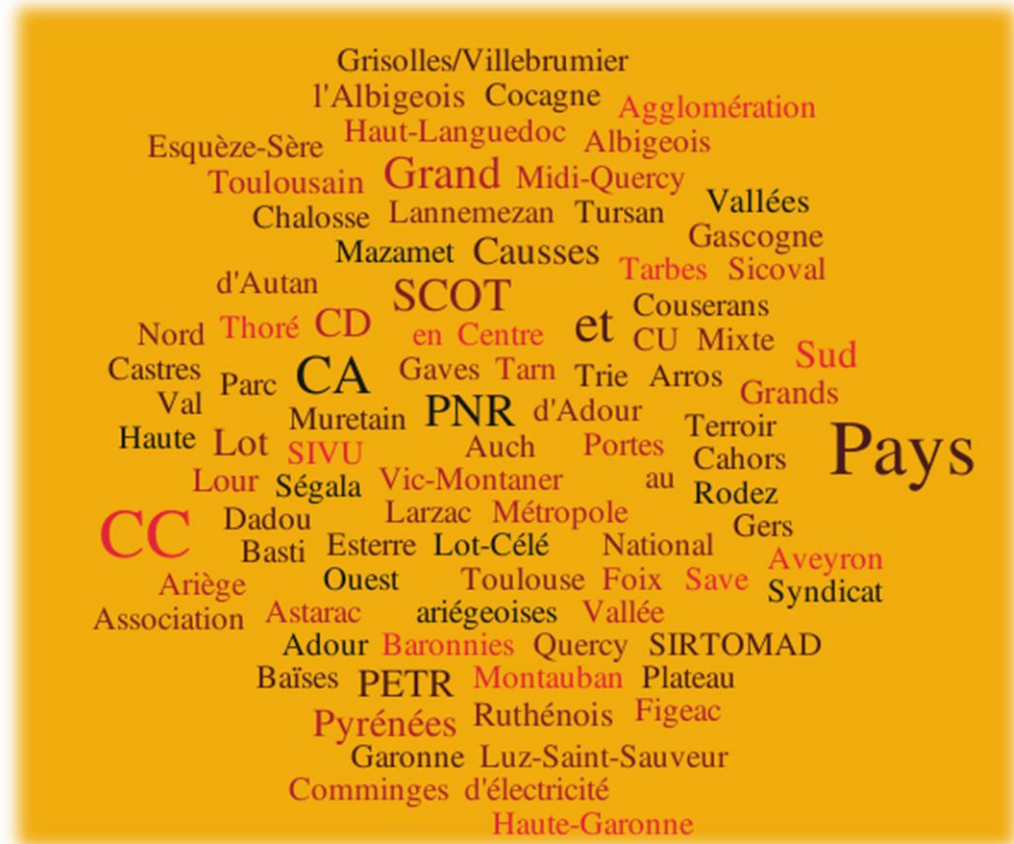 Grisolles/Villebrumier
l'Albigeois Cocagne Agglomération
Esquèze-Sère Haut-Languedoc Albigeois
Toulousain Grand Midi-Quercy
Chalosse Lannemezan Tursan Vallées
Mazamet Causses Gascogne
d'Autan Tarbes Sicoval
SCOT Couserans
Nord Thoré CD en Centre et CU Mixte Sud
Castres Parc CA Gaves Tarn Trie Arros Grands
Val Muretain PNR d'Adour Terroir
Haute Lot SIVU Auch Portes Cahors Pays
Lour Ségala Vic-Montaner au Rodez
CC Dadou Larzac Métropole Gers
Basti Esterre Lot-Célé National Aveyron
Ariège Ouest Toulouse Foix Save Syndicat
Association Astarac ariégeoises Vallée
Adour Baronnies Quercy SIRTOMAD
Baïses PETR Montauban Plateau
Pyrénées Ruthénois Figeac
Garonne Luz-Saint-Sauveur
Comminges d'électricité
Haute-Garonne